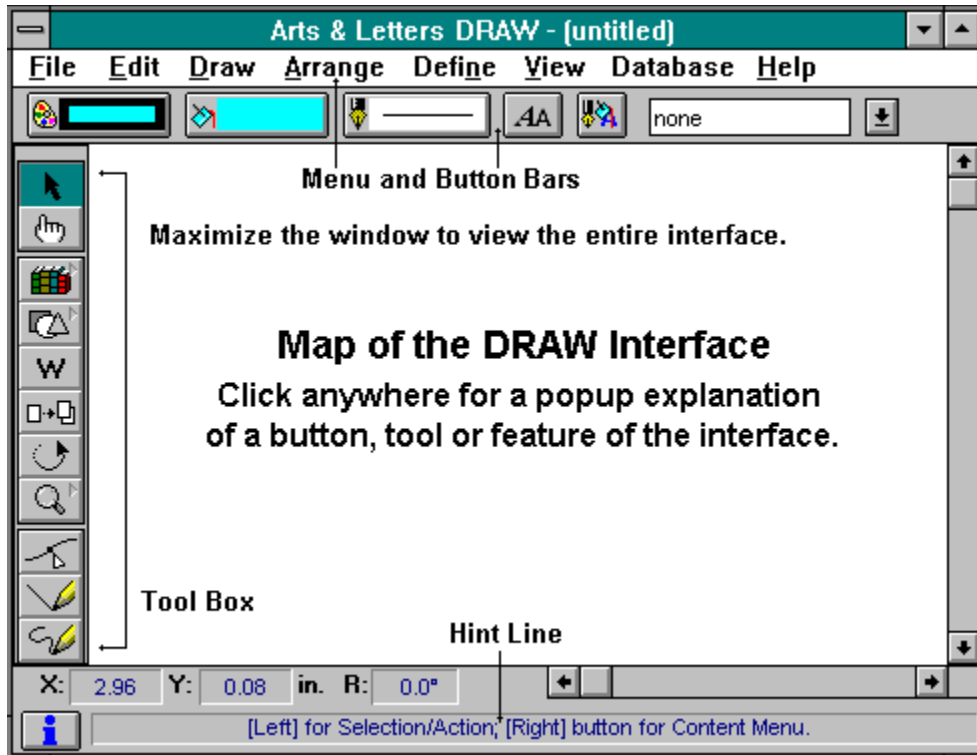 Arts & Letters DRAW - (untitled)
File Edit Draw Arrange Define View Database Help
AA A none
Menu and Button Bars
Maximize the window to view the entire interface.
Map of the DRAW Interface
Click anywhere for a popup explanation
of a button, tool or feature of the interface.
W
Tool Box
Hint Line
X: 2.96 Y: 0.08 in. R: 0.0°
i [Left] for Selection/Action; [Right] button for Content Menu.